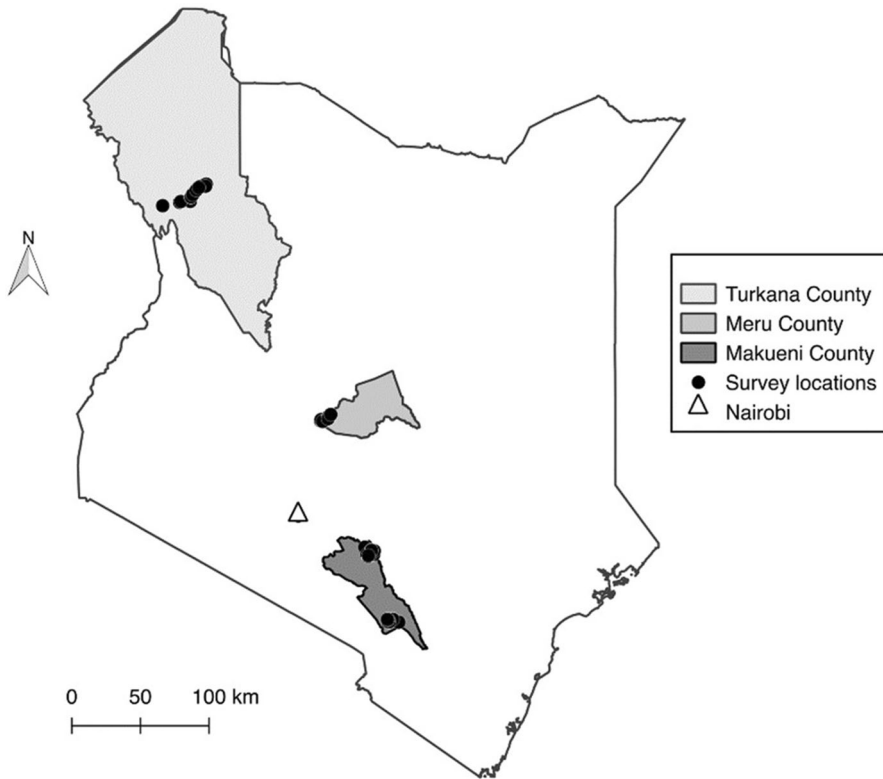 N
Turkana County
Meru County
Makueni County
Survey locations
Nairobi
0 50 100 km